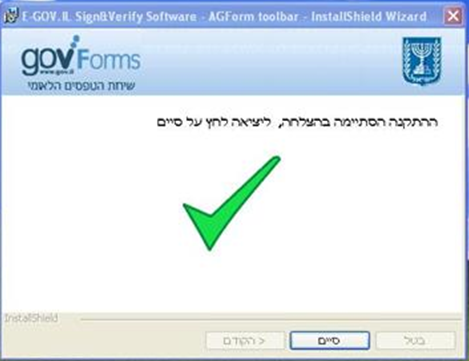 E-GOV.IL Sign&Verify Software - AGForm toolbar - InstallShield Wizard
govForms
www.gov.il
שירות הטפסים הלאומי
ההתקנה הסתיימה בהצלחה, ליציאה לחץ על סיים
InstallShield
< הקודם
סיים
בטל